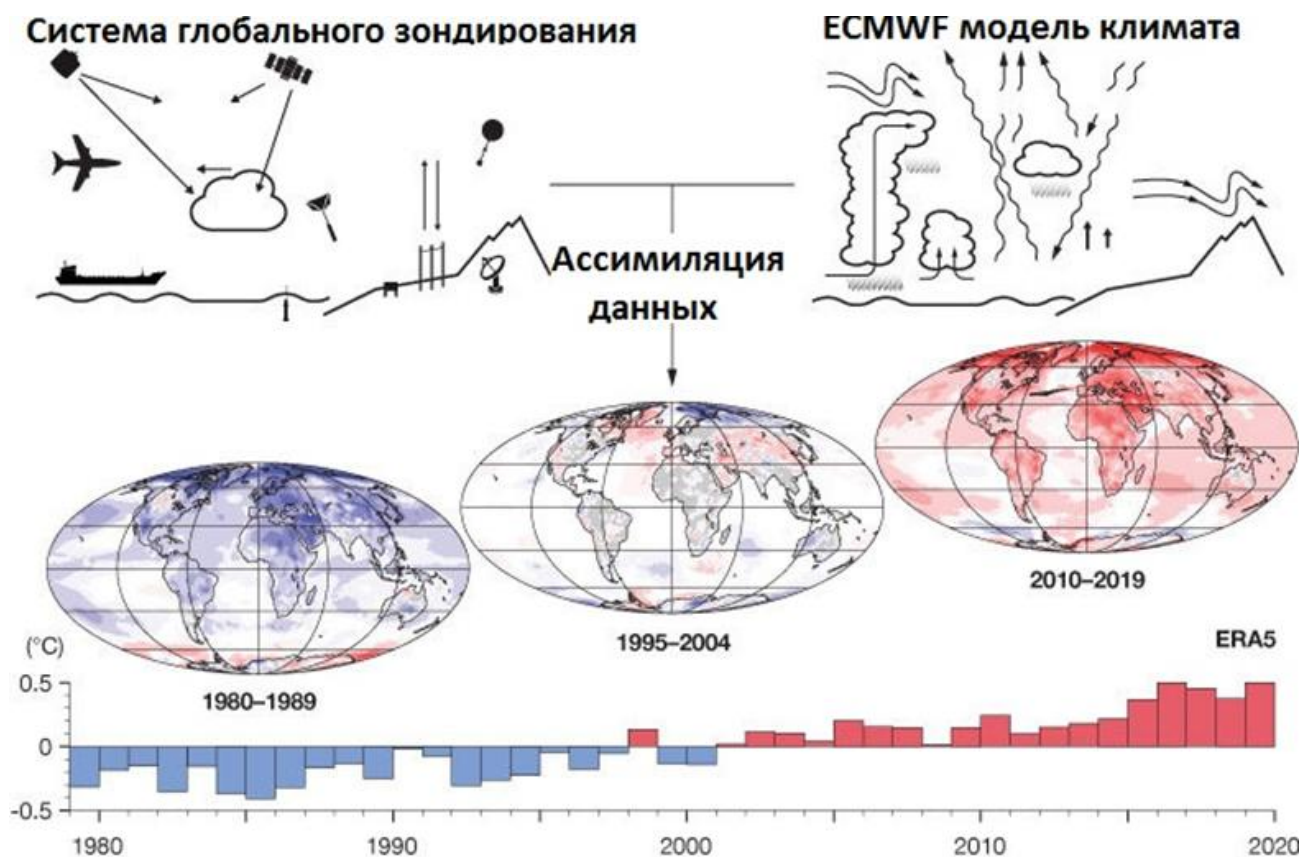 Система глобального зондирования
ECMWF модель климата
Ассимиляция
данных
2010–2019
1995–2004
ERA5
(°C)
1980–1989
0.5
0
-0.5
1980
1990
2000
2010
2020